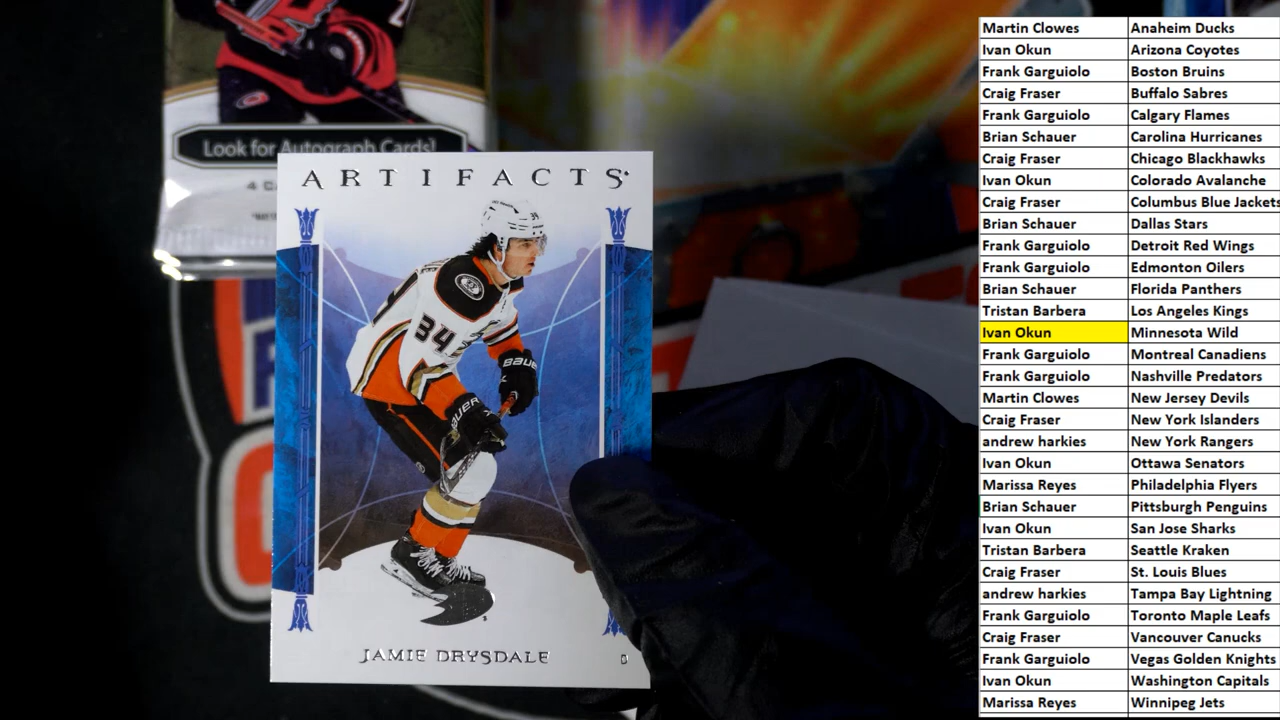 Look for Autograph Cards!
ARTIFACTS
34
34
BAUER
BAUER
JAMIE DRYSDALE
D
Martin Clowes Anaheim Ducks
Ivan Okun Arizona Coyotes
Frank Garguiolo Boston Bruins
Craig Fraser Buffalo Sabres
Frank Garguiolo Calgary Flames
Brian Schauer Carolina Hurricanes
Craig Fraser Chicago Blackhawks
Ivan Okun Colorado Avalanche
Craig Fraser Columbus Blue Jackets
Brian Schauer Dallas Stars
Frank Garguiolo Detroit Red Wings
Frank Garguiolo Edmonton Oilers
Brian Schauer Florida Panthers
Tristan Barbera Los Angeles Kings
Ivan Okun Minnesota Wild
Frank Garguiolo Montreal Canadiens
Frank Garguiolo Nashville Predators
Martin Clowes New Jersey Devils
Craig Fraser New York Islanders
andrew harkies New York Rangers
Ivan Okun Ottawa Senators
Marissa Reyes Philadelphia Flyers
Brian Schauer Pittsburgh Penguins
Ivan Okun San Jose Sharks
Tristan Barbera Seattle Kraken
Craig Fraser St. Louis Blues
andrew harkies Tampa Bay Lightning
Frank Garguiolo Toronto Maple Leafs
Craig Fraser Vancouver Canucks
Frank Garguiolo Vegas Golden Knights
Ivan Okun Washington Capitals
Marissa Reyes Winnipeg Jets